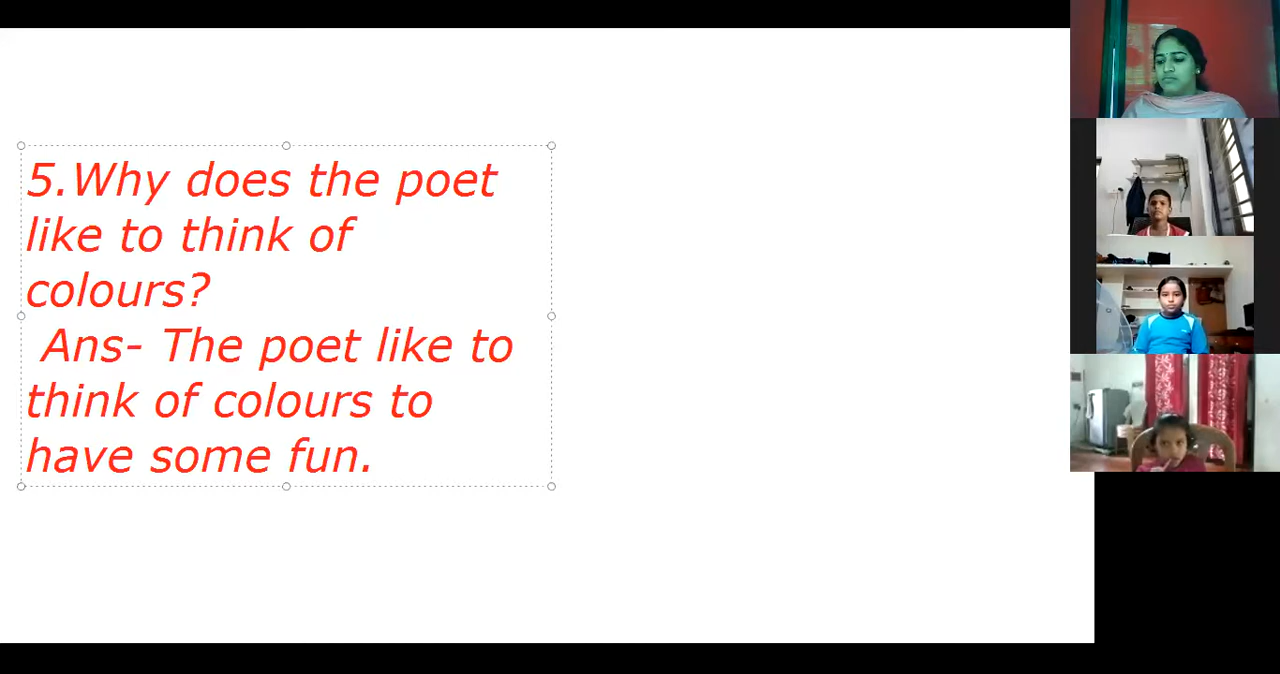 5.Why does the poet
like to think of
colours?
Ans- The poet like to
think of colours to
have some fun.